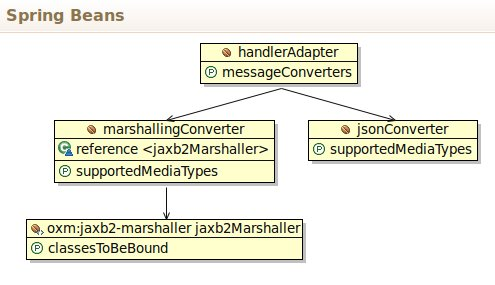 Spring Beans
handlerAdapter
messageConverters
marshallingConverter
reference <jaxb2Marshaller>
supportedMediaTypes
jsonConverter
supportedMediaTypes
oxm:jaxb2-marshaller jaxb2Marshaller
classesToBeBound